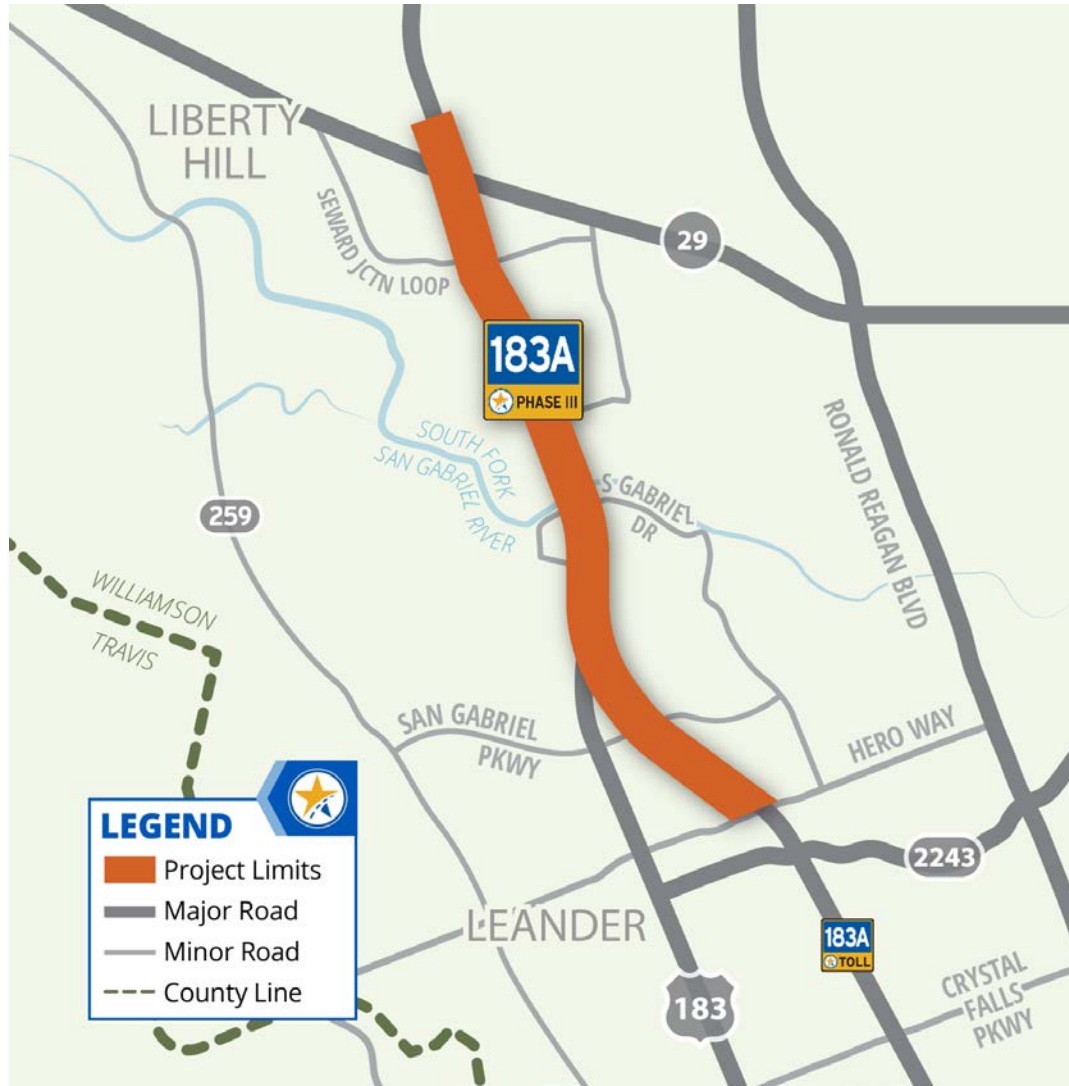 LIBERTY
HILL
SEWARD JCTN LOOP
29
183A
PHASE III
SOUTH FORK
SAN GABRIEL RIVER
S GABRIEL
DR
RONALD REAGAN BLVD
259
WILLIAMSON
TRAVIS
SAN GABRIEL
PKWY
HERO WAY
LEGEND
Project Limits
Major Road
Minor Road
County Line
2243
LEANDER
183A
TOLL
183
CRYSTAL
FALLS
PKWY